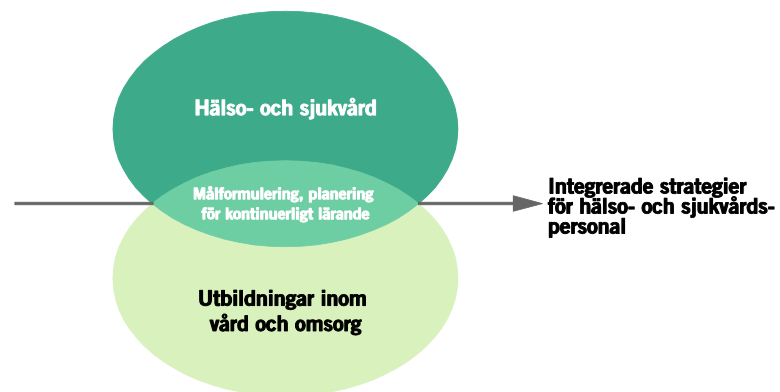 Hälso- och sjukvård
Målformulering, planering
för kontinuerligt lärande
Integrerade strategier
för hälso- och sjukvårds-
personal
Utbildningar inom
vård och omsorg